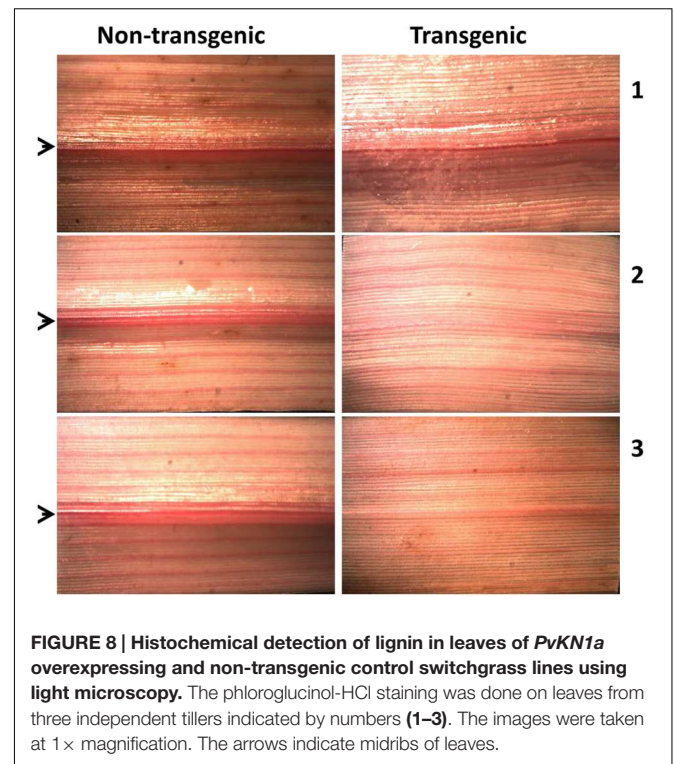 Non-transgenic Transgenic
1
2
3
FIGURE 8 | Histochemical detection of lignin in leaves of PvKN1a
overexpressing and non-transgenic control switchgrass lines using
light microscopy. The phloroglucinol-HCl staining was done on leaves from
three independent tillers indicated by numbers (1–3). The images were taken
at 1× magnification. The arrows indicate midribs of leaves.